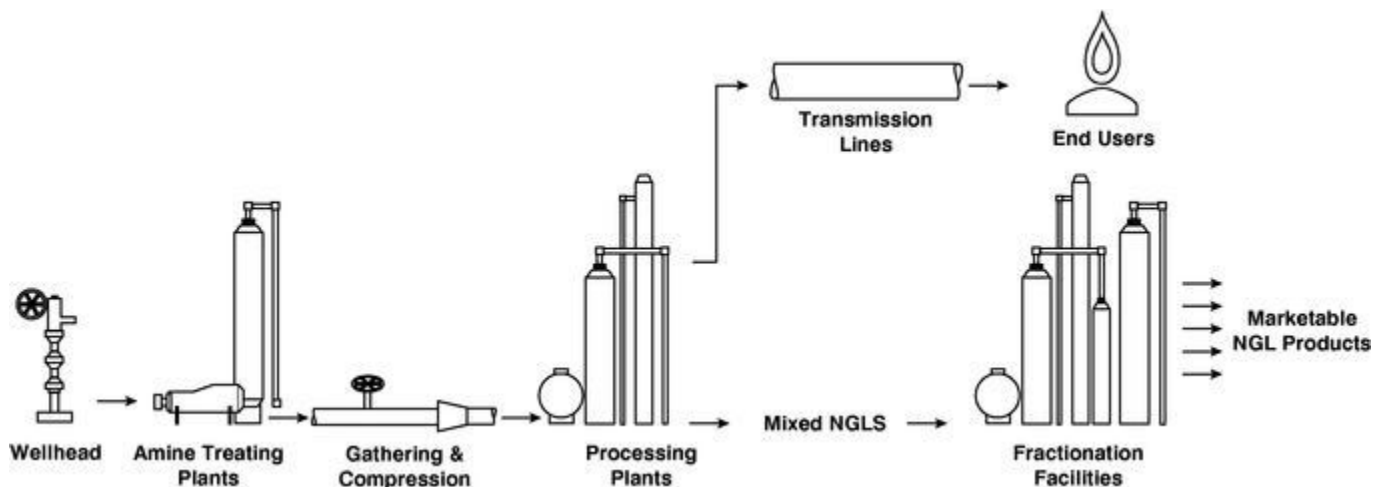 Transmission
Lines
End Users
Marketable
NGL Products
Mixed NGLS
Wellhead
Amine Treating
Plants
Gathering &
Compression
Processing
Plants
Fractionation
Facilities